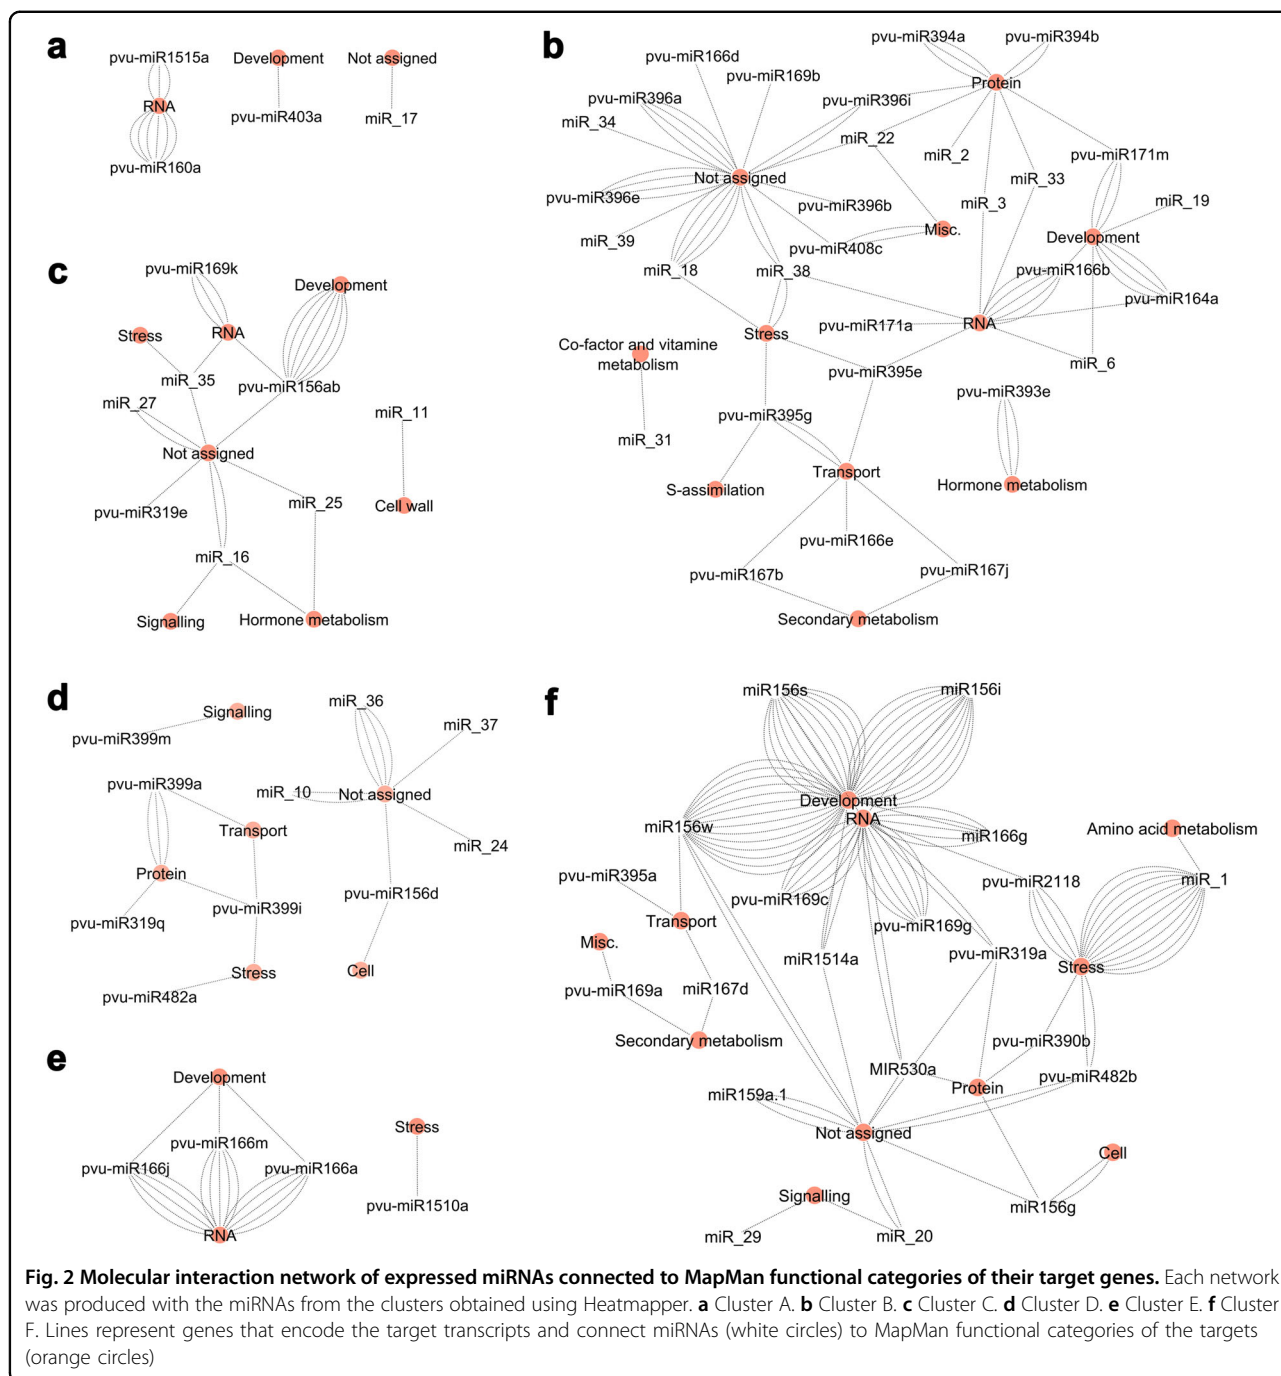 a
pvu-miR1515a
RNA
pvu-miR160a
Development
pvu-miR403a
Not assigned
miR_17
b
pvu-miR394a
pvu-miR394b
pvu-miR166d
pvu-miR169b
Protein
pvu-miR396a
pvu-miR396i
miR_34
miR_22
miR_2
pvu-miR171m
Not assigned
miR_33
pvu-miR396e
pvu-miR396b
miR_3
miR_19
miR_39
Misc.
pvu-miR408c
Development
miR_18
miR_38
pvu-miR166b
pvu-miR164a
Stress
pvu-miR171a
RNA
Co-factor and vitamine
metabolism
pvu-miR395e
miR_6
pvu-miR393e
miR_31
pvu-miR395g
Transport
S-assimilation
Hormone metabolism
pvu-miR166e
pvu-miR167b
pvu-miR167j
Secondary metabolism
c
pvu-miR169k
Development
Stress
RNA
miR_35
pvu-miR156ab
miR_27
miR_11
Not assigned
pvu-miR319e
miR_25
Cell wall
miR_16
Signalling
Hormone metabolism
d
Signalling
pvu-miR399m
miR_36
miR_37
pvu-miR399a
miR_10
Not assigned
Transport
miR_24
Protein
pvu-miR156d
pvu-miR319q
pvu-miR399i
Stress
Cell
pvu-miR482a
e
Development
pvu-miR166m
pvu-miR166j
pvu-miR166a
RNA
Stress
pvu-miR1510a
f
miR156s
miR156i
Development
RNA
miR156w
miR166g
Amino acid metabolism
pvu-miR395a
pvu-miR2118
miR_1
pvu-miR169c
Transport
pvu-miR169g
Misc.
miR1514a
pvu-miR319a
Stress
pvu-miR169a
miR167d
Secondary metabolism
pvu-miR390b
MIR530a
Protein
pvu-miR482b
miR159a.1
Not assigned
Cell
Signalling
miR156g
miR_29
miR_20
Fig. 2 Molecular interaction network of expressed miRNAs connected to MapMan functional categories of their target genes. Each network
was produced with the miRNAs from the clusters obtained using Heatmapper. a Cluster A. b Cluster B. c Cluster C. d Cluster D. e Cluster E. f Cluster
F. Lines represent genes that encode the target transcripts and connect miRNAs (white circles) to MapMan functional categories of the targets
(orange circles)